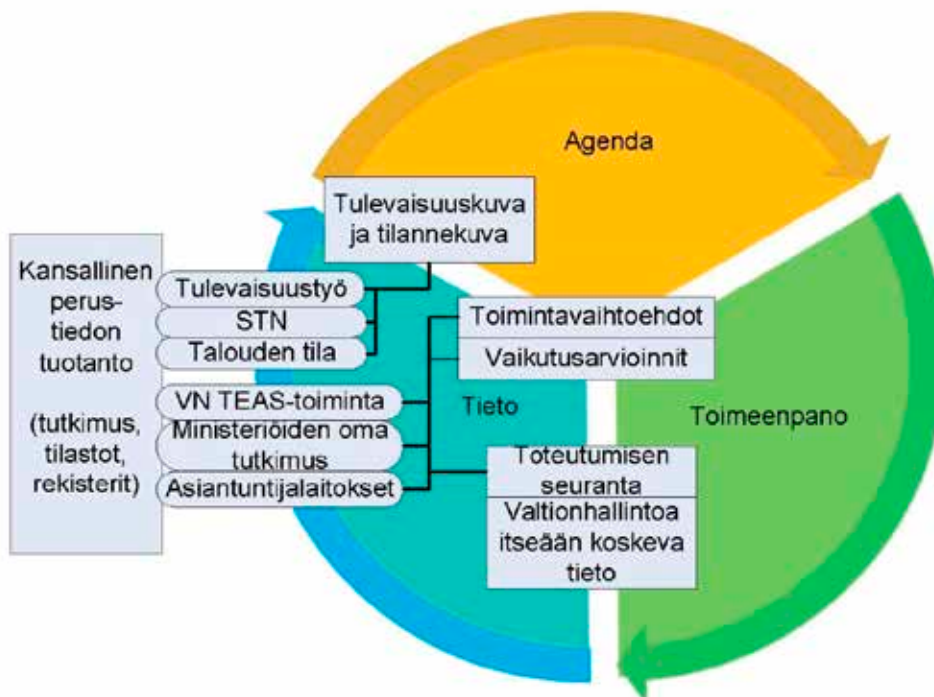 Agenda
Tulevaisuuskuva
ja tilannekuva
Kansallinen
perus-
tiedon
tuotanto
(tutkimus,
tilastot,
rekisterit)
Tulevaisuustyö
STN
Talouden tila
VN TEAS-toiminta
Ministeriöiden oma
tutkimus
Asiantuntijalaitokset
Tieto
Toimintavaihtoehdot
Vaikutusarvioinnit
Toteutumisen
seuranta
Valtionhallintoa
itseään koskeva
tieto
Toimeenpano